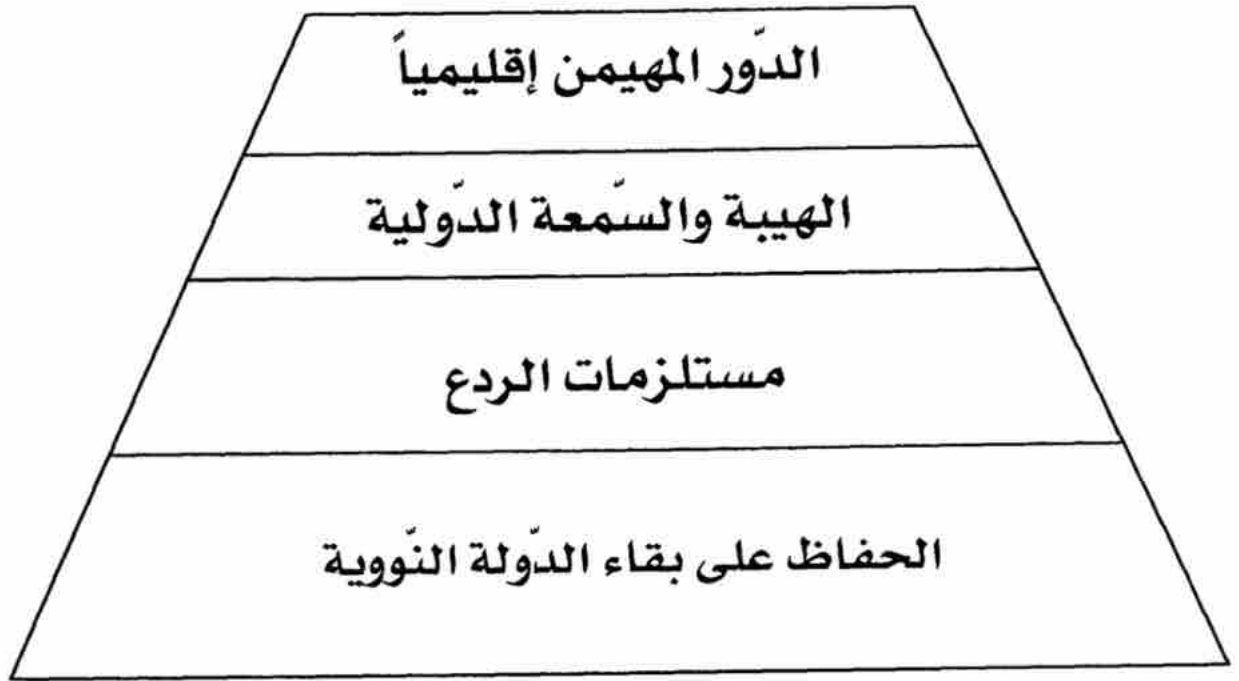 الدّور المهيمن إقليمياً
الهيبة والسّمعة الدّولية
مستلزمات الردع
الحفاظ على بقاء الدّولة النّووية